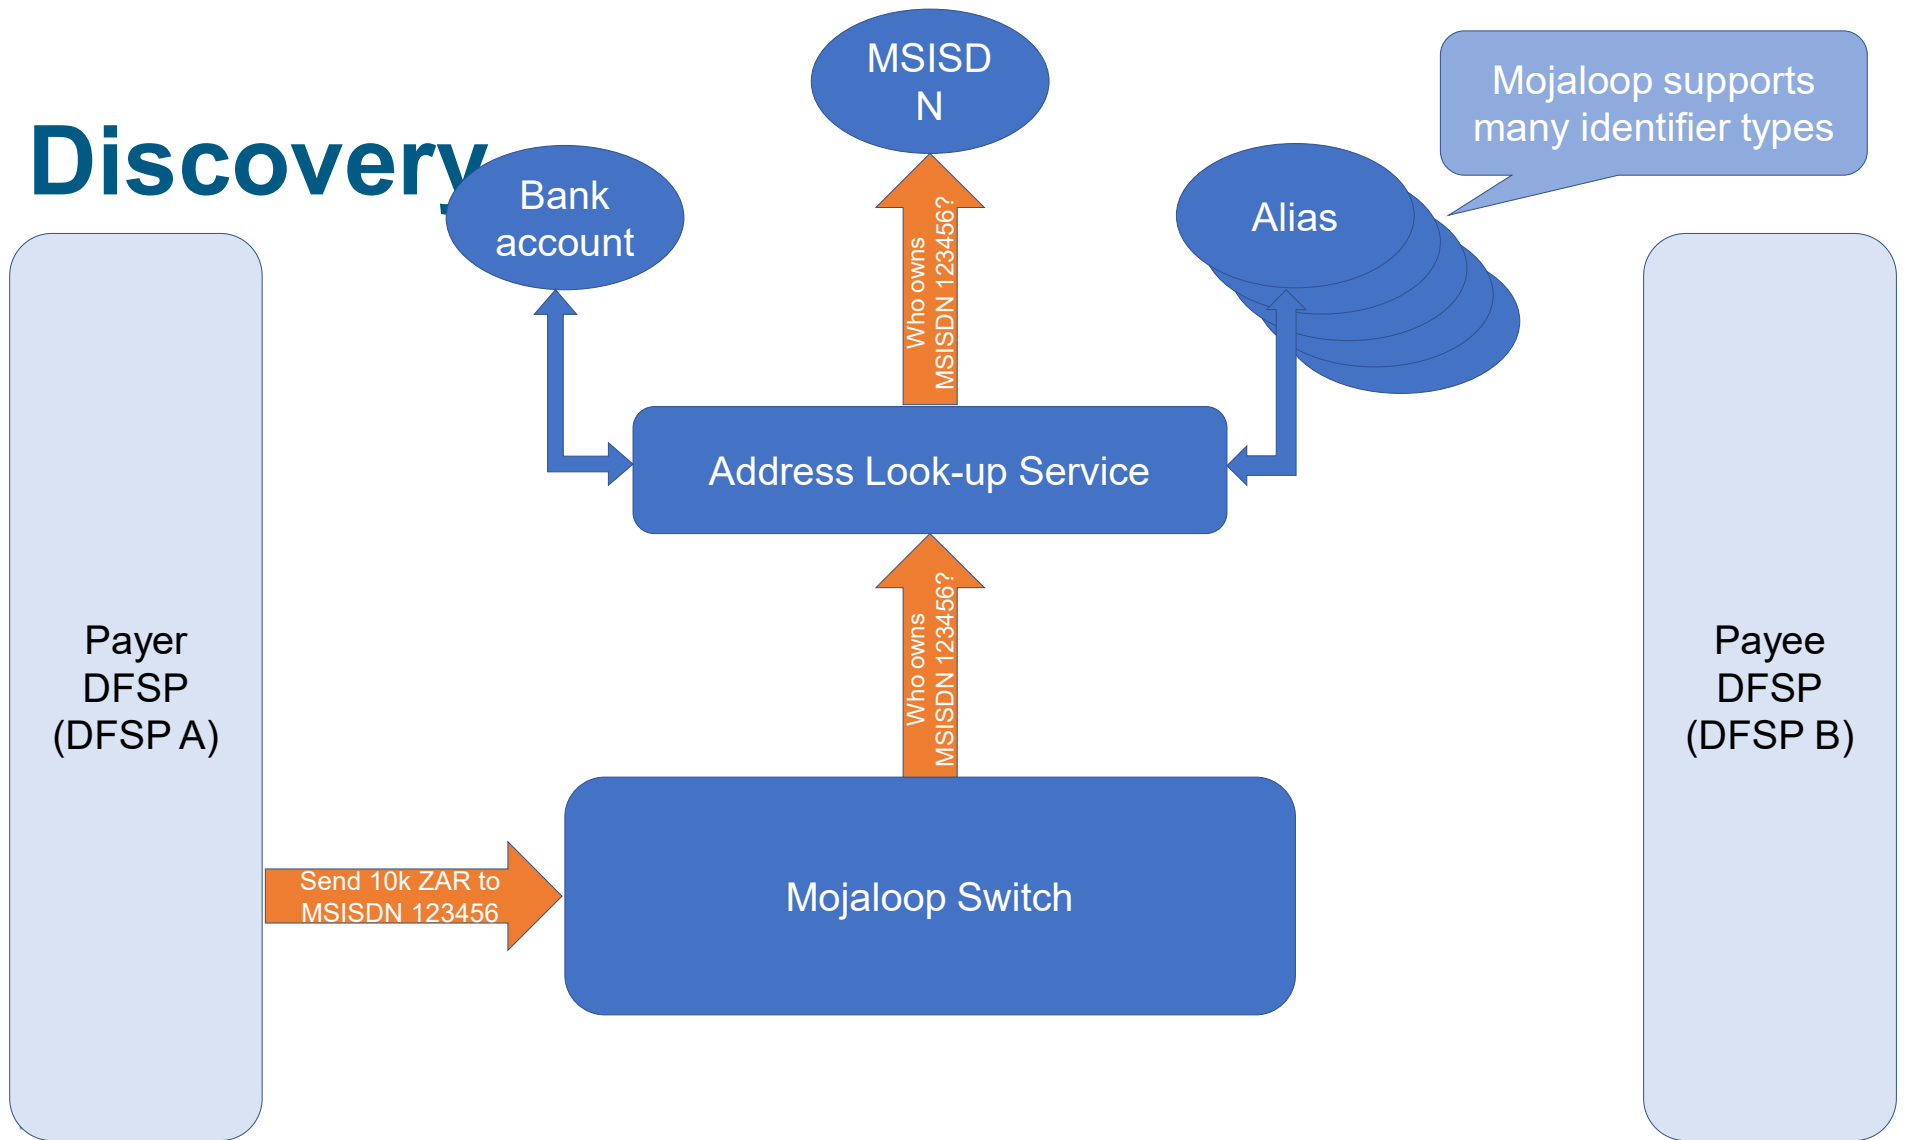 Discovery
MSISD
N
Mojaloop supports
many identifier types
Bank
account
Alias
Who owns
MSISDN 123456?
Address Look-up Service
Who owns
MSISDN 123456?
Payer
DFSP
(DFSP A)
Payee
DFSP
(DFSP B)
Send 10k ZAR to
MSISDN 123456
Mojaloop Switch